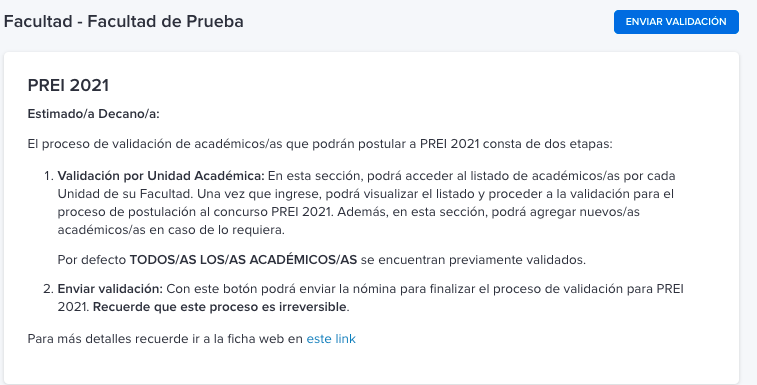 Facultad - Facultad de Prueba
ENVIAR VALIDACIÓN
PREI 2021
Estimado/a Decano/a:
El proceso de validación de académicos/as que podrán postular a PREI 2021 consta de dos etapas:
1. Validación por Unidad Académica: En esta sección, podrá acceder al listado de académicos/as por cada
Unidad de su Facultad. Una vez que ingrese, podrá visualizar el listado y proceder a la validación para el
proceso de postulación al concurso PREI 2021. Además, en esta sección, podrá agregar nuevos/as
académicos/as en caso de lo requiera.
Por defecto TODOS/AS LOS/AS ACADÉMICOS/AS se encuentran previamente validados.
2. Enviar validación: Con este botón podrá enviar la nómina para finalizar el proceso de validación para PREI
2021. Recuerde que este proceso es irreversible.
Para más detalles recuerde ir a la ficha web en este link